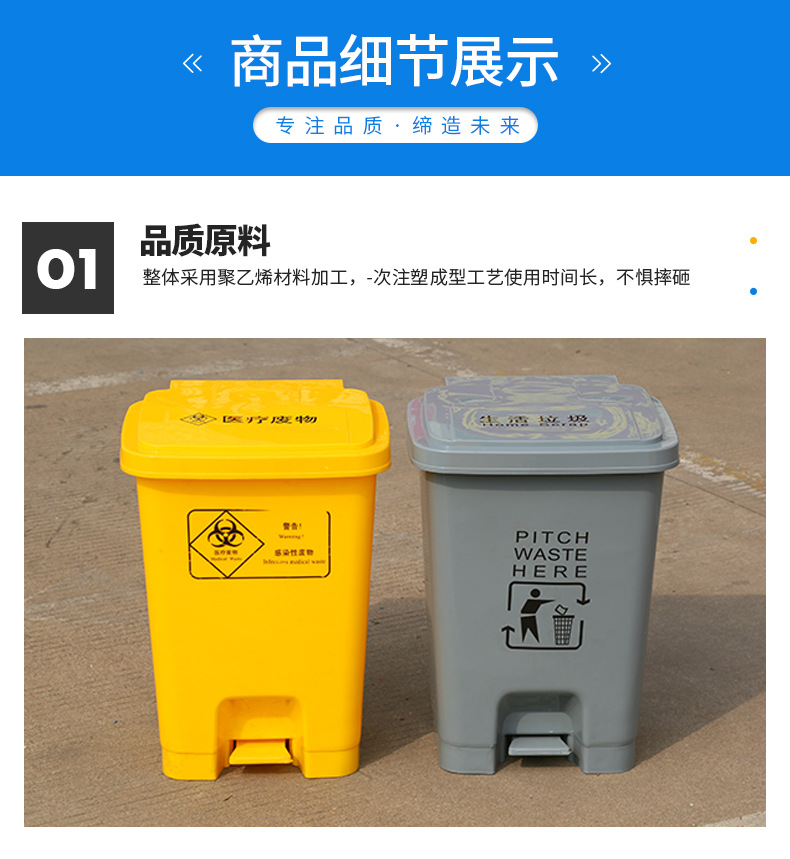 商品细节展示
专注品质·缔造未来
01
品质原料
整体采用聚乙烯材料加工，-次注塑成型工艺使用时间长，不惧摔砸
医疗废物
生活垃圾
Home Scrap
警告!
Warning!
医疗废物
Medical Waste
感染性废物
Infectious medical waste
PITCH
WASTE
HERE